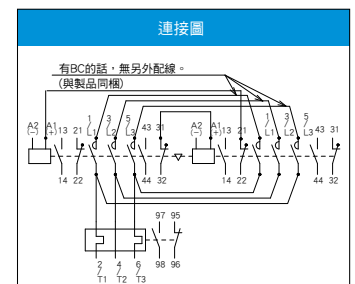 連接圖
有BC的話，無另外配線。
(與製品同梱)
A2 A1 13 21 1 3 5 43 31 A2 A1 13 21 1 3 5 43 31
(−) (+) L1 L2 L3 (−) (+) L1 L2 L3
14 22 44 32 14 22 44 32
97 95
98 96
2 4 6
T1 T2 T3